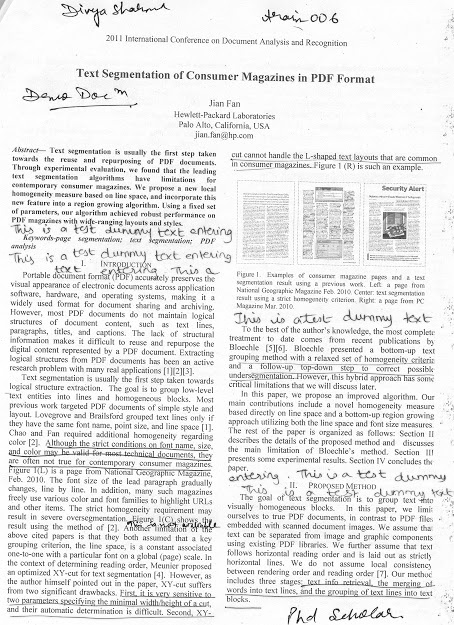 Divya Sharma
train 006
2011 International Conference on Document Analysis and Recognition
Text Segmentation of Consumer Magazines in PDF Format
Demo Doc
Jian Fan
Hewlett-Packard Laboratories
Palo Alto, California, USA
jian.fan@hp.com
Abstract— Text segmentation is usually the first step taken
towards the reuse and repurposing of PDF documents.
Through experimental evaluation, we found that the leading
text segmentation algorithms have limitations for
contemporary consumer magazines. We propose a new local
homogeneity measure based on line space, and incorporate this
new feature into a region growing algorithm. Using a fixed set
of parameters, our algorithm achieved robust performance on
PDF magazines with wide-ranging layouts and styles.
This is a test dummy text entering
Keywords-page segmentation; text segmentation; PDF
analysis
This is a test dummy text entering
I. INTRODUCTION
text entering This a
Portable document format (PDF) accurately preserves the
visual appearance of electronic documents across application
software, hardware, and operating systems, making it a
widely used format for document sharing and archiving.
However, most PDF documents do not maintain logical
structures of document content, such as text lines,
paragraphs, titles, and captions. The lack of structural
information makes it difficult to reuse and repurpose the
digital content represented by a PDF document. Extracting
logical structures from PDF documents has been an active
research problem with many real applications [1][2][3].
Text segmentation is usually the first step taken towards
logical structure extraction. The goal is to group low-level
text entities into lines and homogeneous blocks. Most
previous work targeted PDF documents of simple style and
layout. Lovegrove and Brailsford grouped text lines only if
they have the same font name, point size, and line space [1].
Chao and Fan required additional homogeneity regarding
color [2]. Although the strict conditions on font name, size,
and color may be valid for most technical documents, they
are often not true for contemporary consumer magazines.
Figure 1(L) is a page from National Geographic Magazine,
Feb. 2010. The font size of the lead paragraph gradually
changes, line by line. In addition, many such magazines
freely use various color and font families to highlight URLs
and other items. The strict homogeneity requirement may
result in severe oversegmentation. Figure 1(C) shows the
result using the method of [2]. Another limitation of the
above cited papers is that they both assumed that a key
grouping criterion, the line space, is a constant associated
one-to-one with a particular font on a global (page) scale. In
the context of determining reading order, Meunier proposed
an optimized XY-cut for text segmentation [4]. However, as
the author himself pointed out in the paper, XY-cut suffers
from two significant drawbacks. First, it is very sensitive to
two parameters specifying the minimal width/height of a cut,
and their automatic determination is difficult. Second, XY-
cut cannot handle the L-shaped text layouts that are common
in consumer magazines. Figure 1 (R) is such an example.
Security Alert
Figure 1. Examples of consumer magazine pages and a text
segmentation result using a previous work. Left: a page from
National Geographic Magazine Feb. 2010. Center: text segmentation
result using a strict homogeneity criterion. Right: a page from PC
Magazine Mar. 2010.
This is a test dummy text
To the best of the author's knowledge, the most complete
treatment to date comes from recent publications by
Bloechle [5][6]. Bloechle presented a bottom-up text
grouping method with a relaxed set of homogeneity criteria
and a follow-up top-down step to correct possible
undersegmentation. However, this hybrid approach has some
critical limitations that we will discuss later.
In this paper, we propose an improved algorithm. Our
main contributions include a novel homogeneity measure
based directly on line space and a bottom-up region growing
approach utilizing both the line space and font size measures.
The rest of the paper is organized as follows: Section II
describes the details of the proposed method and discusses
the main limitation of Bloechle's method. Section III
presents some experimental results. Section IV concludes the
paper.
entering. This is a test dummy
This is a test dummy text
II. PROPOSED METHOD
The goal of text segmentation is to group text into
visually homogeneous blocks. In this paper, we limit
ourselves to true PDF documents, in contrast to PDF files
embedded with scanned document images. We assume that
text can be separated from image and graphic components
using existing PDF libraries. We further assume that text
follows horizontal reading order and is laid out as strictly
horizontal lines. We do not assume local consistency
between rendering order and reading order [7]. Our method
includes three stages: text info retrieval, the merging of
words into text lines, and the grouping of text lines into text
blocks.
Phd Scholar